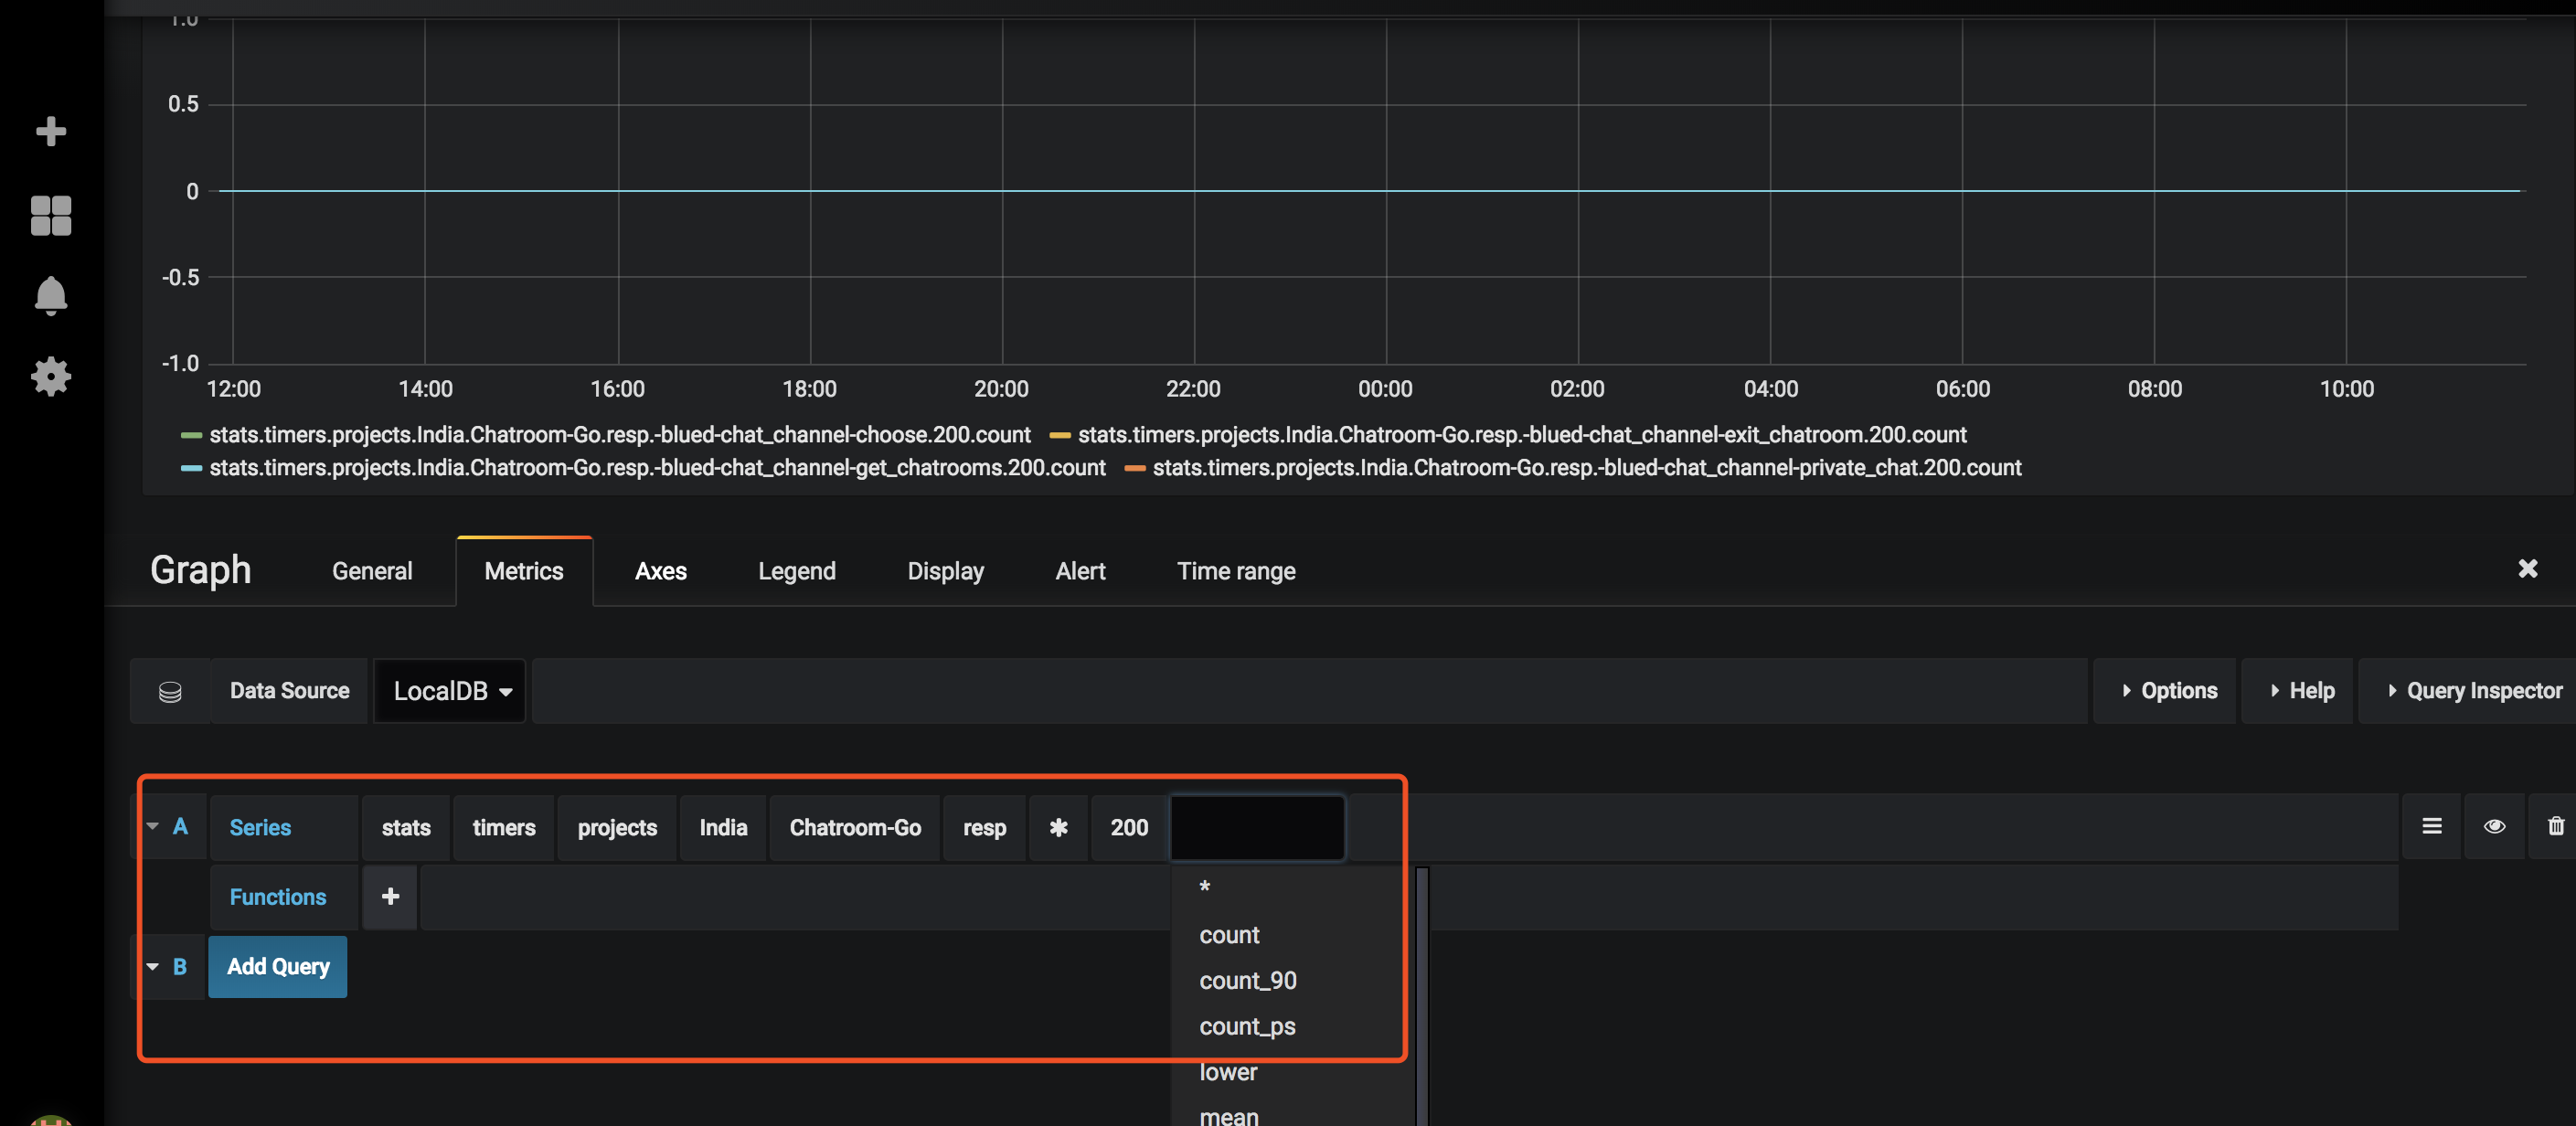 1.0
0.5
0
-0.5
-1.0
12:00 14:00 16:00 18:00 20:00 22:00 00:00 02:00 04:00 06:00 08:00 10:00
stats.timers.projects.India.Chatroom-Go.resp.-blued-chat_channel-choose.200.count stats.timers.projects.India.Chatroom-Go.resp.-blued-chat_channel-exit_chatroom.200.count
stats.timers.projects.India.Chatroom-Go.resp.-blued-chat_channel-get_chatrooms.200.count stats.timers.projects.India.Chatroom-Go.resp.-blued-chat_channel-private_chat.200.count
Graph General Metrics Axes Legend Display Alert Time range
Data Source LocalDB Options Help Query Inspector
A Series stats timers projects India Chatroom-Go resp * 200
Functions +
*
count
B Add Query
count_90
count_ps
lower
mean